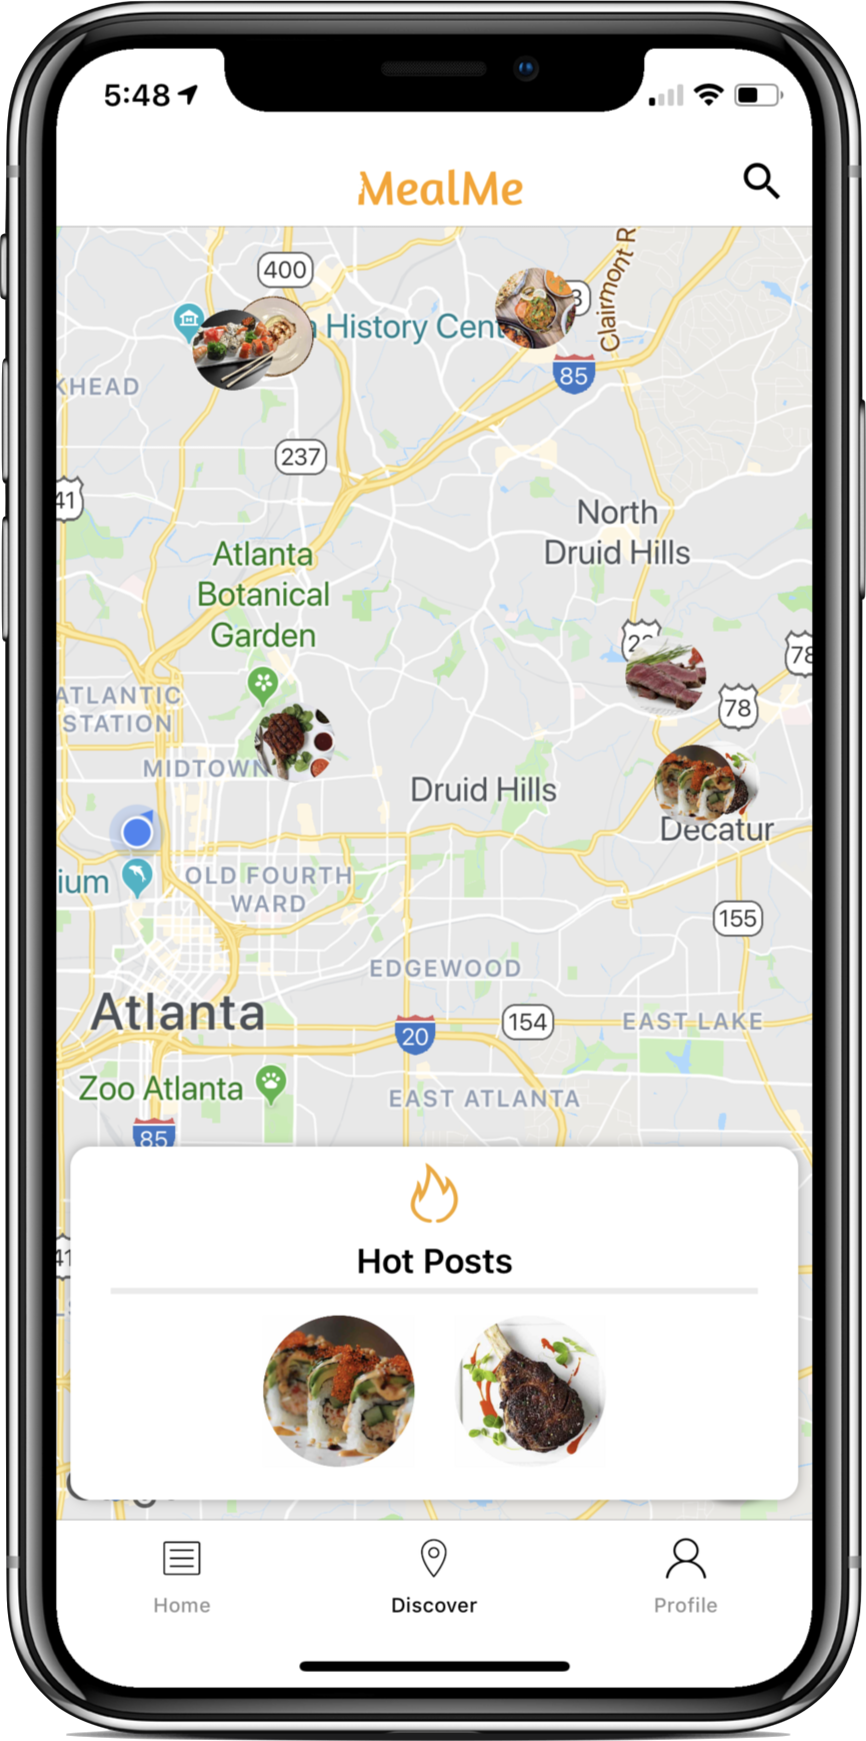 5:48
MealMe
400
Clairmont R
History Cent
85
KHEAD
237
41
North
Druid Hills
Atlanta
Botanical
Garden
78
ATLANTIC
STATION
78
MIDTOWN
Druid Hills
Decatur
ium
OLD FOURTH
WARD
155
EDGEWOOD
Atlanta
20
154
EAST LAKE
Zoo Atlanta
EAST ATLANTA
85
Hot Posts
41
Home
Discover
Profile